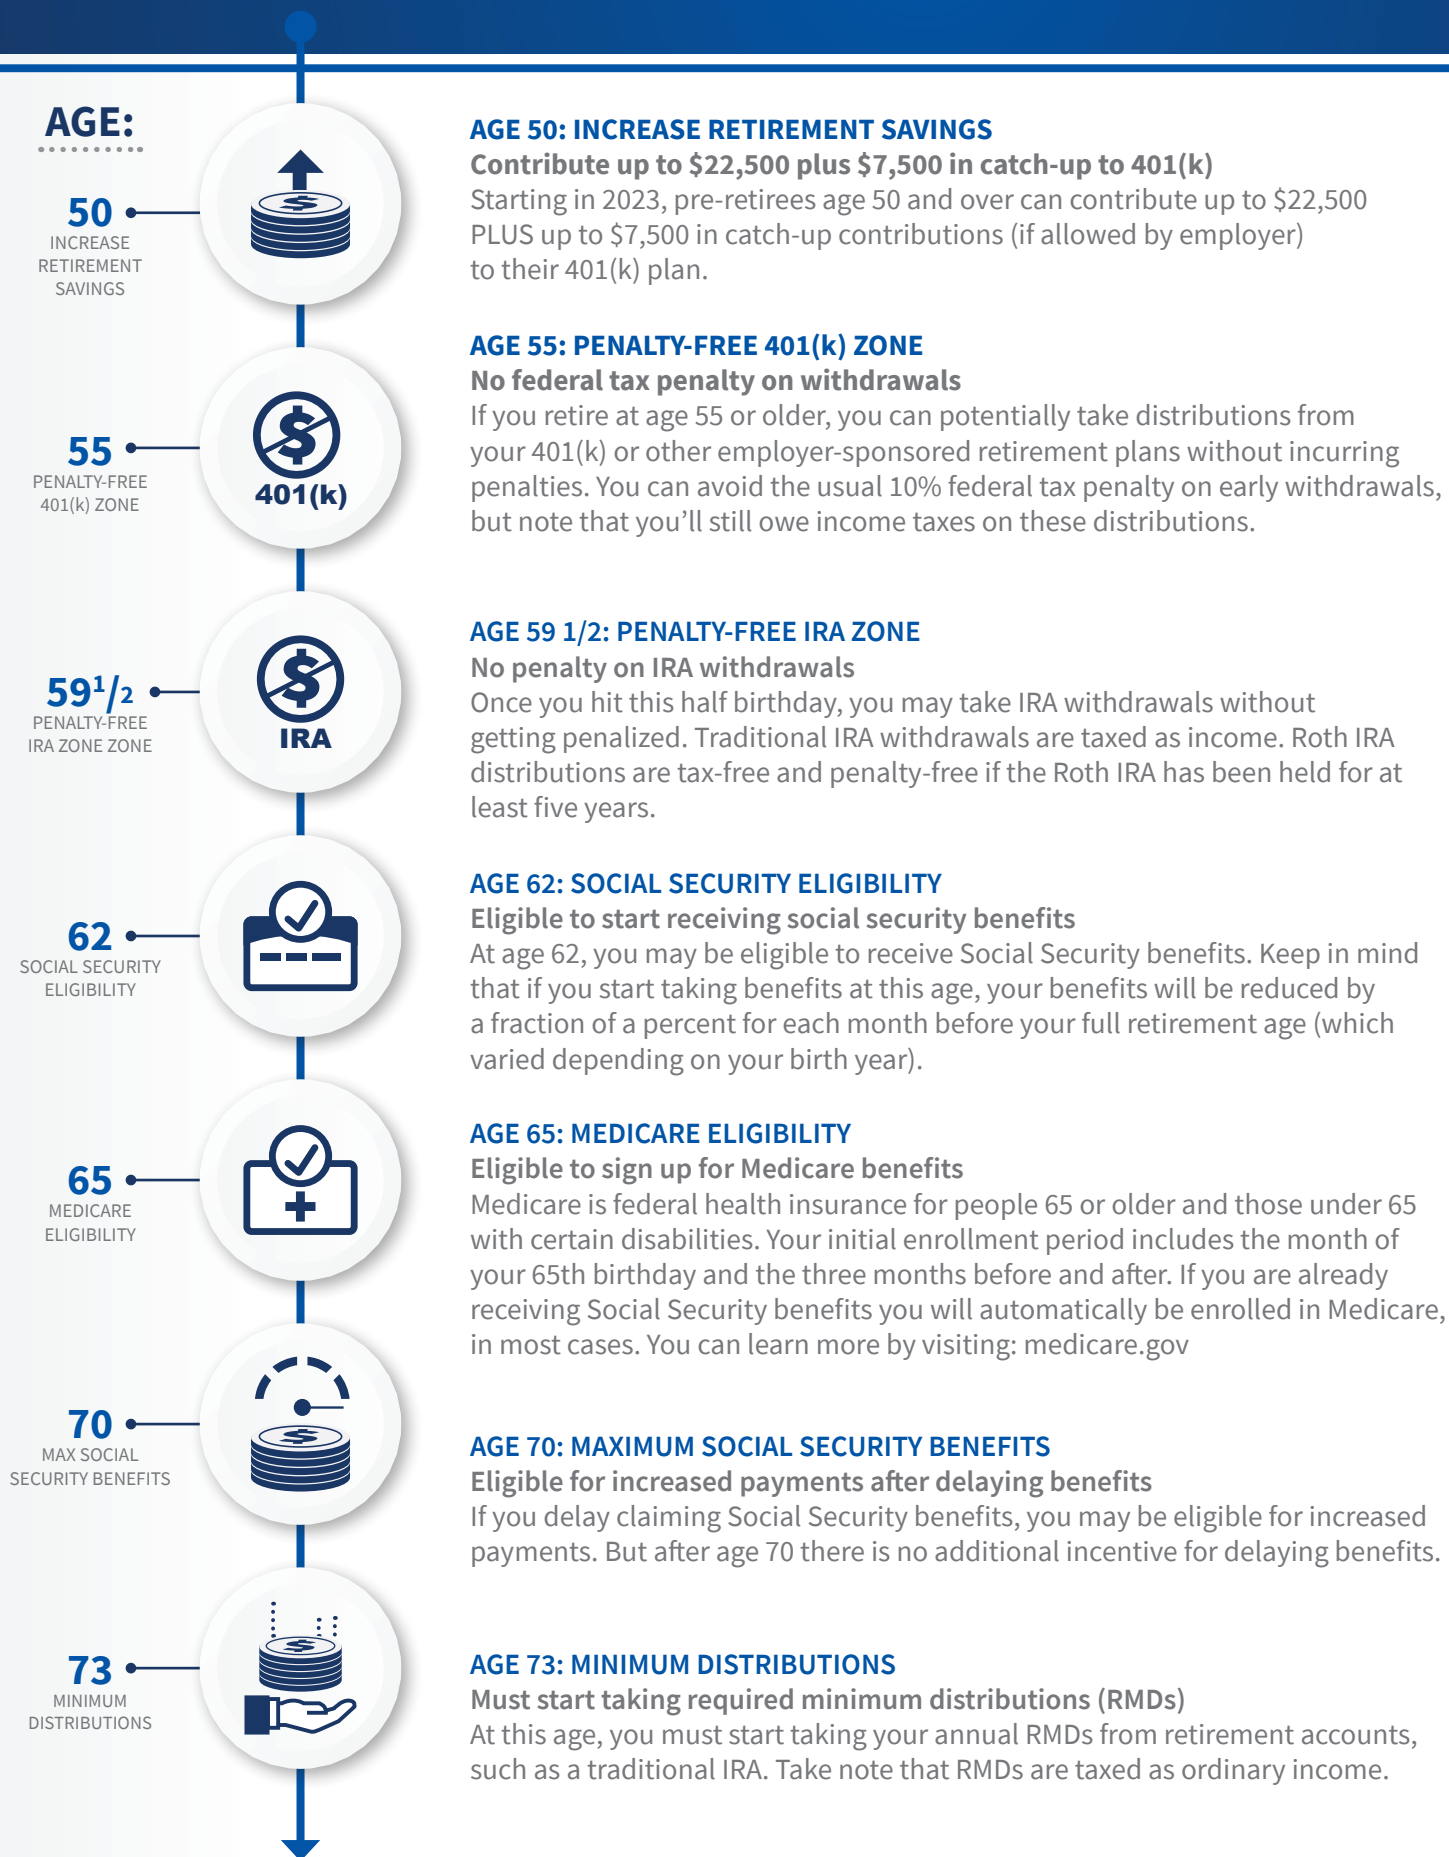 AGE:
50
INCREASE
RETIREMENT
SAVINGS
AGE 50: INCREASE RETIREMENT SAVINGS
Contribute up to $22,500 plus $7,500 in catch-up to 401(k)
Starting in 2023, pre-retirees age 50 and over can contribute up to $22,500
PLUS up to $7,500 in catch-up contributions (if allowed by employer)
to their 401(k) plan.
55
PENALTY-FREE
401(k) ZONE
401(k)
AGE 55: PENALTY-FREE 401(k) ZONE
No federal tax penalty on withdrawals
If you retire at age 55 or older, you can potentially take distributions from
your 401(k) or other employer-sponsored retirement plans without incurring
penalties. You can avoid the usual 10% federal tax penalty on early withdrawals,
but note that you’ll still owe income taxes on these distributions.
59 1/2
PENALTY-FREE
IRA ZONE ZONE
IRA
AGE 59 1/2: PENALTY-FREE IRA ZONE
No penalty on IRA withdrawals
Once you hit this half birthday, you may take IRA withdrawals without
getting penalized. Traditional IRA withdrawals are taxed as income. Roth IRA
distributions are tax-free and penalty-free if the Roth IRA has been held for at
least five years.
62
SOCIAL SECURITY
ELIGIBILITY
AGE 62: SOCIAL SECURITY ELIGIBILITY
Eligible to start receiving social security benefits
At age 62, you may be eligible to receive Social Security benefits. Keep in mind
that if you start taking benefits at this age, your benefits will be reduced by
a fraction of a percent for each month before your full retirement age (which
varied depending on your birth year).
65
MEDICARE
ELIGIBILITY
AGE 65: MEDICARE ELIGIBILITY
Eligible to sign up for Medicare benefits
Medicare is federal health insurance for people 65 or older and those under 65
with certain disabilities. Your initial enrollment period includes the month of
your 65th birthday and the three months before and after. If you are already
receiving Social Security benefits you will automatically be enrolled in Medicare,
in most cases. You can learn more by visiting: medicare.gov
70
MAX SOCIAL
SECURITY BENEFITS
AGE 70: MAXIMUM SOCIAL SECURITY BENEFITS
Eligible for increased payments after delaying benefits
If you delay claiming Social Security benefits, you may be eligible for increased
payments. But after age 70 there is no additional incentive for delaying benefits.
73
MINIMUM
DISTRIBUTIONS
AGE 73: MINIMUM DISTRIBUTIONS
Must start taking required minimum distributions (RMDs)
At this age, you must start taking your annual RMDs from retirement accounts,
such as a traditional IRA. Take note that RMDs are taxed as ordinary income.